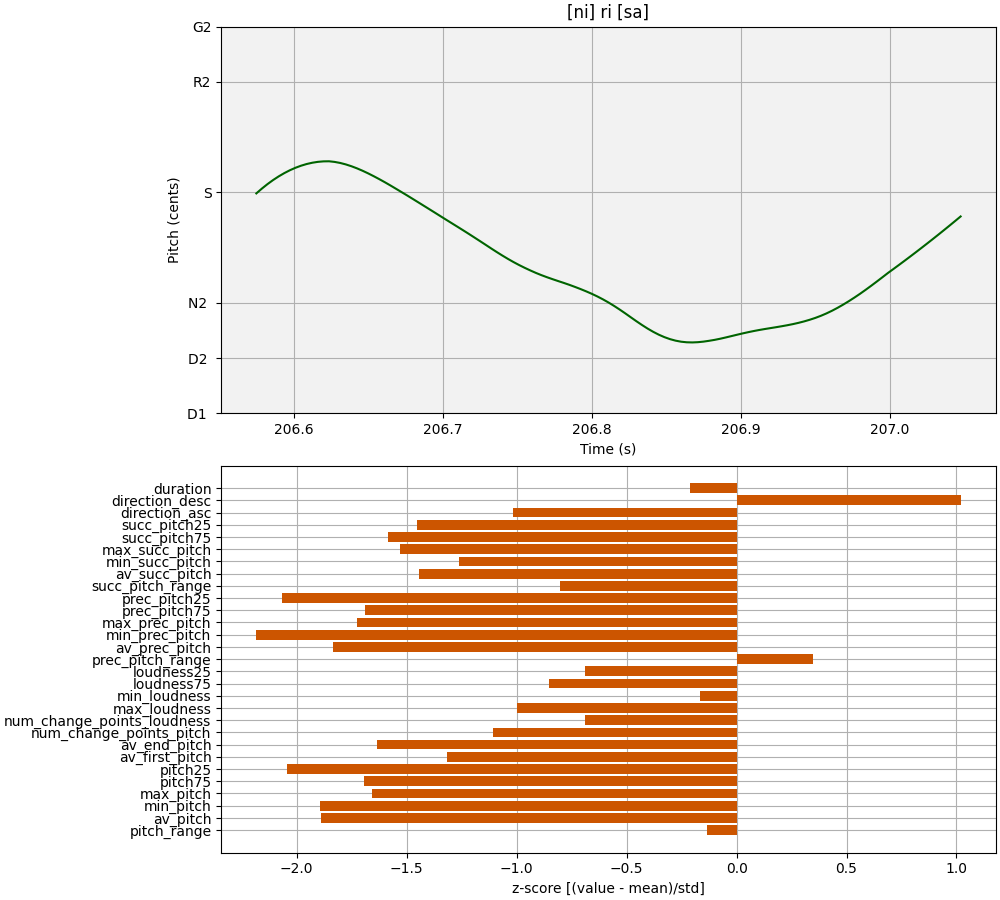 [ni] ri [sa]
G2
R2
S
N2
D2
D1
Pitch (cents)
206.6 206.7 206.8 206.9 207.0
Time (s)
duration
direction_desc
direction_asc
succ_pitch25
succ_pitch75
max_succ_pitch
min_succ_pitch
av_succ_pitch
succ_pitch_range
prec_pitch25
prec_pitch75
max_prec_pitch
min_prec_pitch
av_prec_pitch
prec_pitch_range
loudness25
loudness75
min_loudness
max_loudness
num_change_points_loudness
num_change_points_pitch
av_end_pitch
av_first_pitch
pitch25
pitch75
max_pitch
min_pitch
av_pitch
pitch_range
−2.0 −1.5 −1.0 −0.5 0.0 0.5 1.0
z-score [(value - mean)/std]